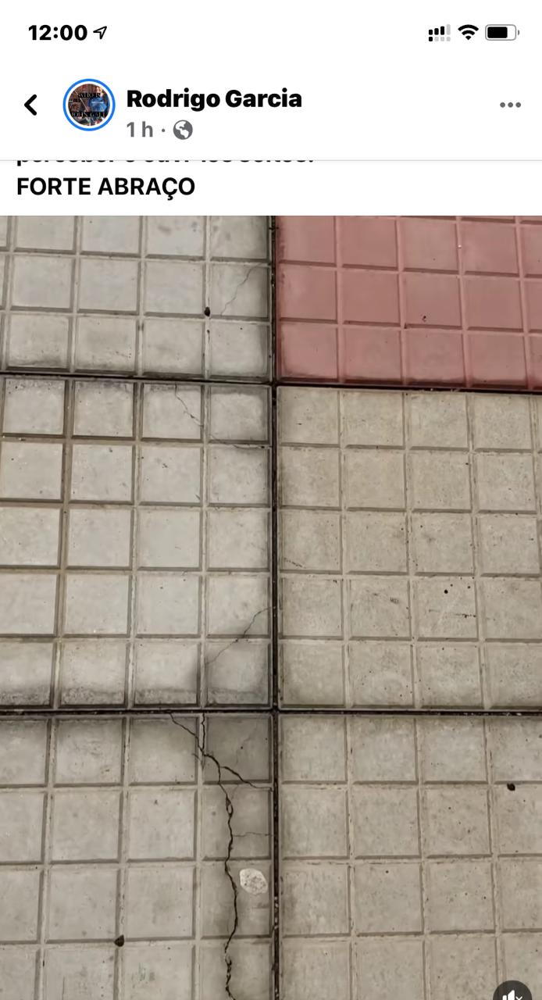 12:00
Rodrigo Garcia
1 h ·
FORTE ABRAÇO